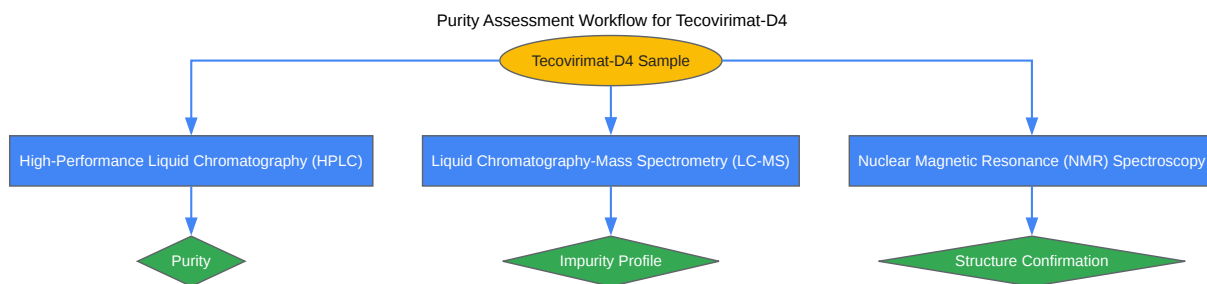 Purity Assessment Workflow for Tecovirimat-D4
Tecovirimat-D4 Sample
High-Performance Liquid Chromatography (HPLC)
Liquid Chromatography-Mass Spectrometry (LC-MS)
Nuclear Magnetic Resonance (NMR) Spectroscopy
Purity
Impurity Profile
Structure Confirmation